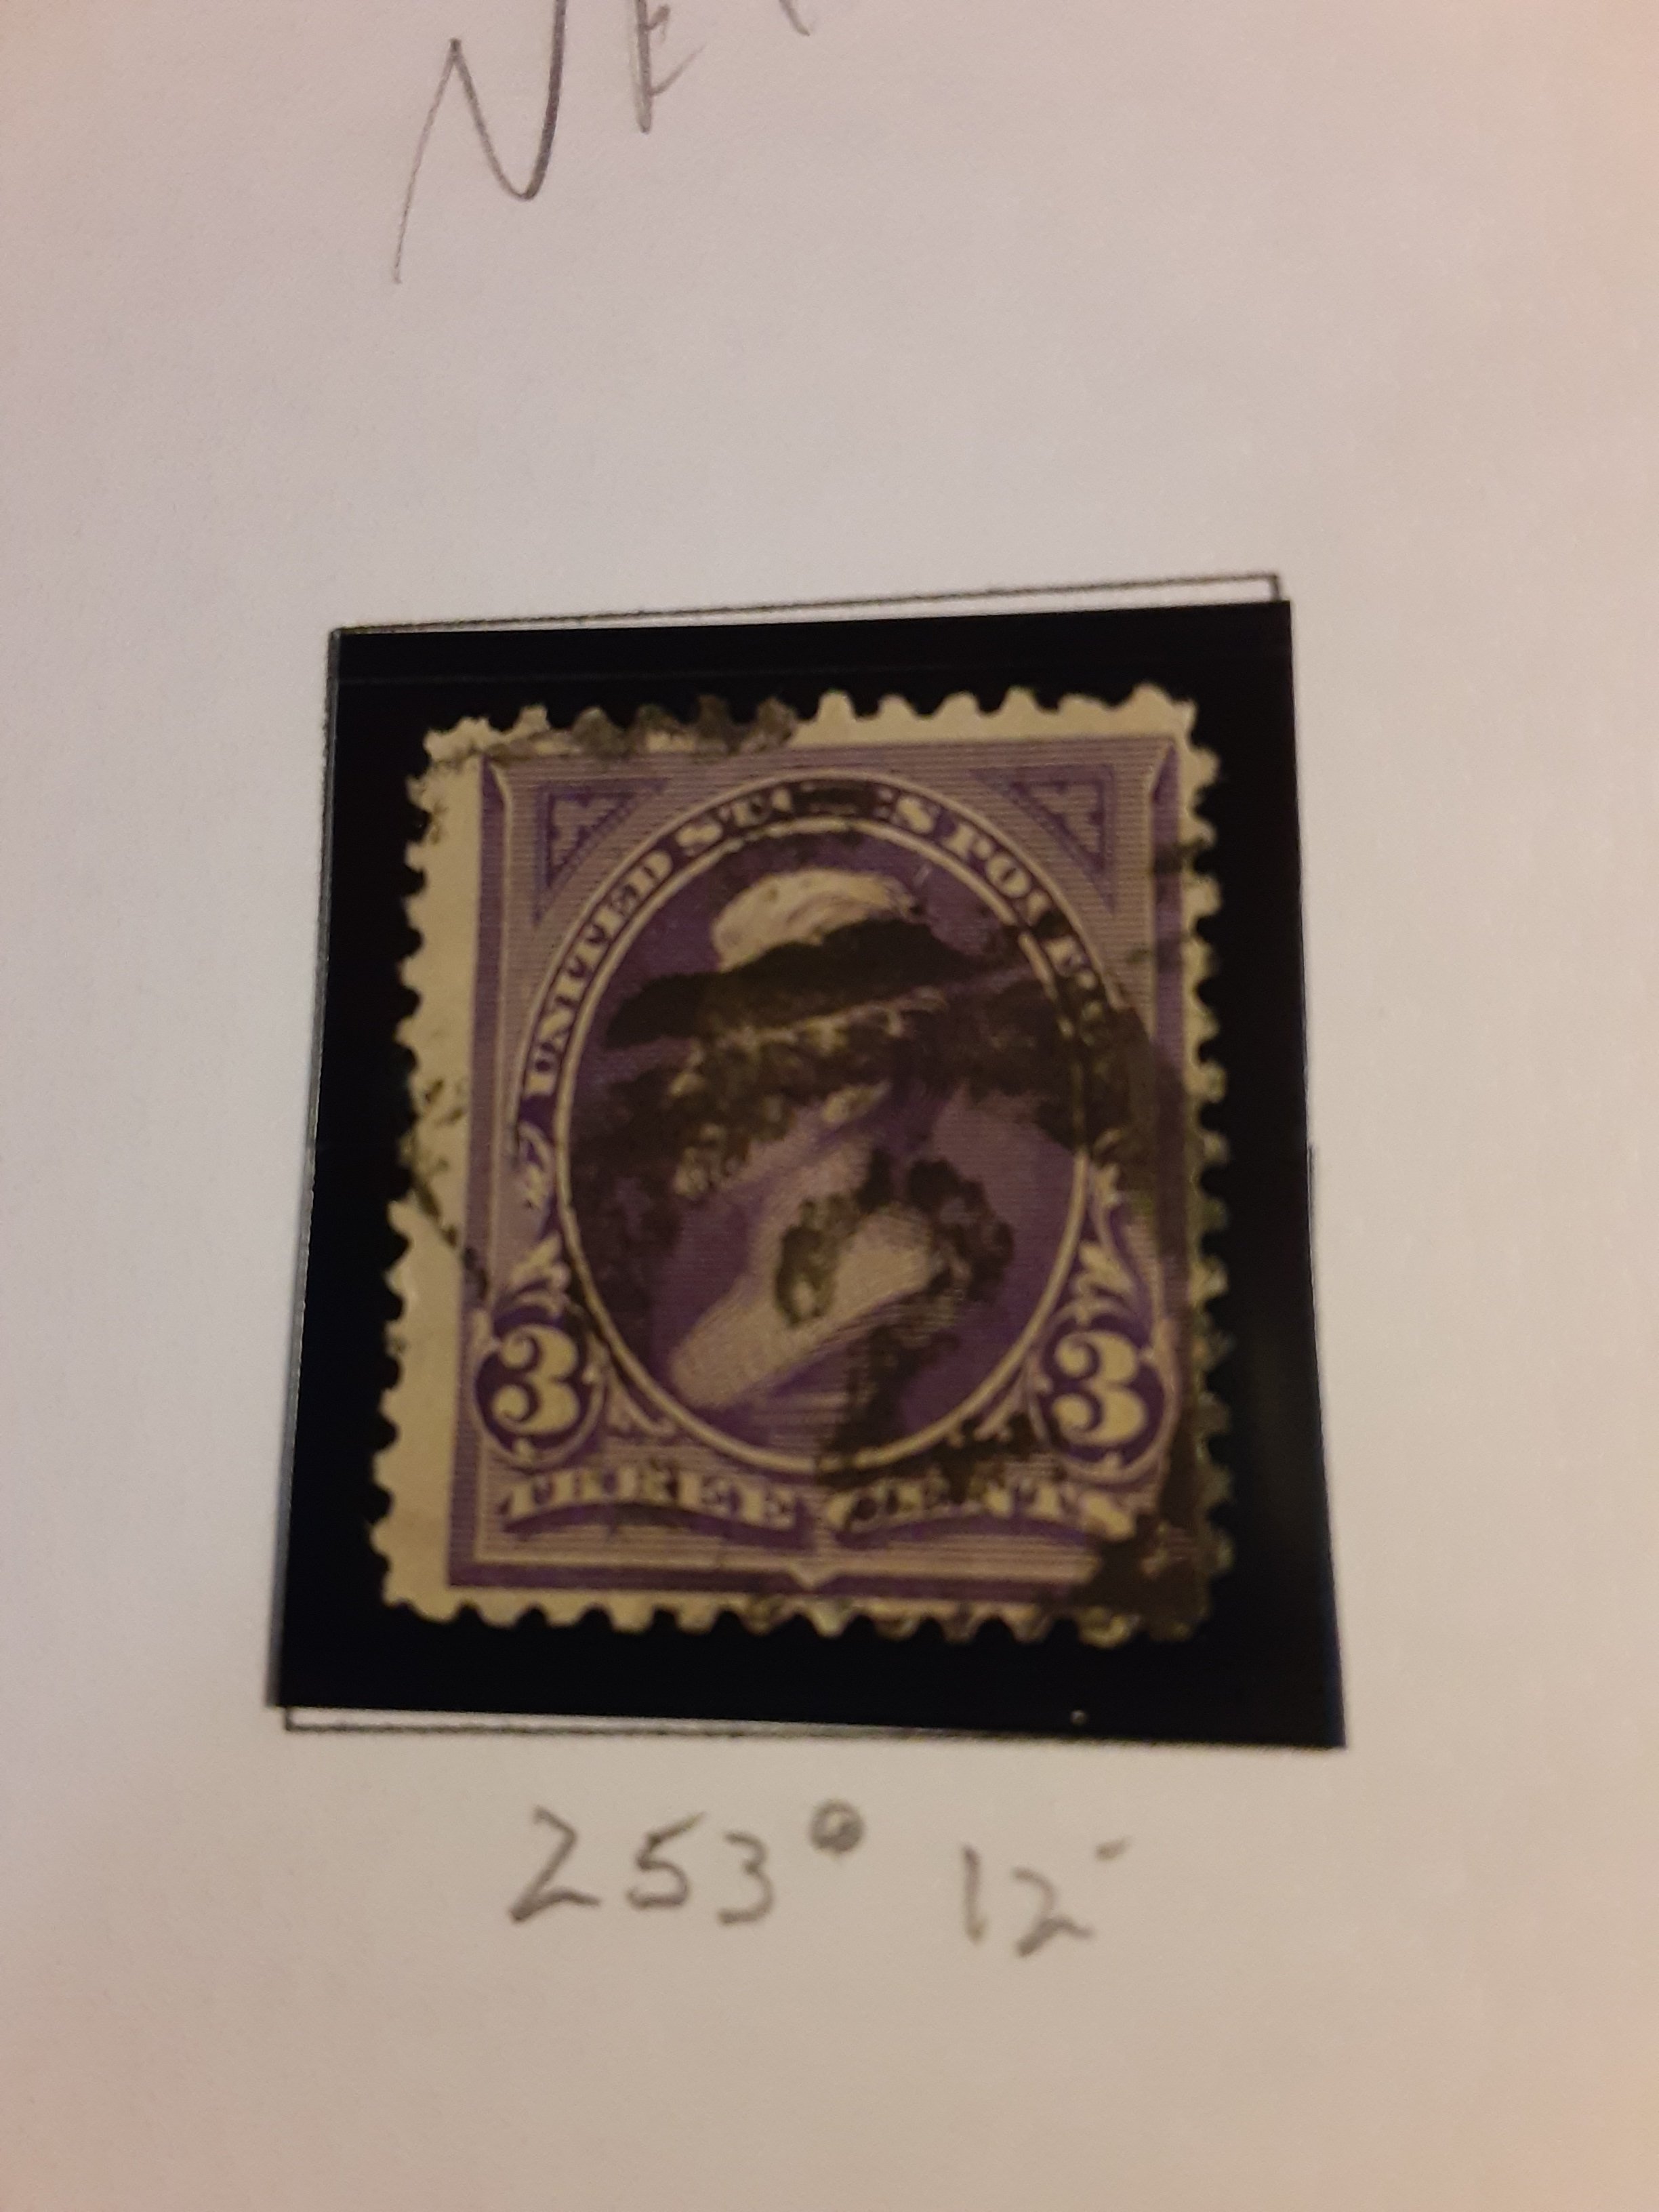 UNITED STATES POSTAGE
3 3
THREE CENTS
253 12